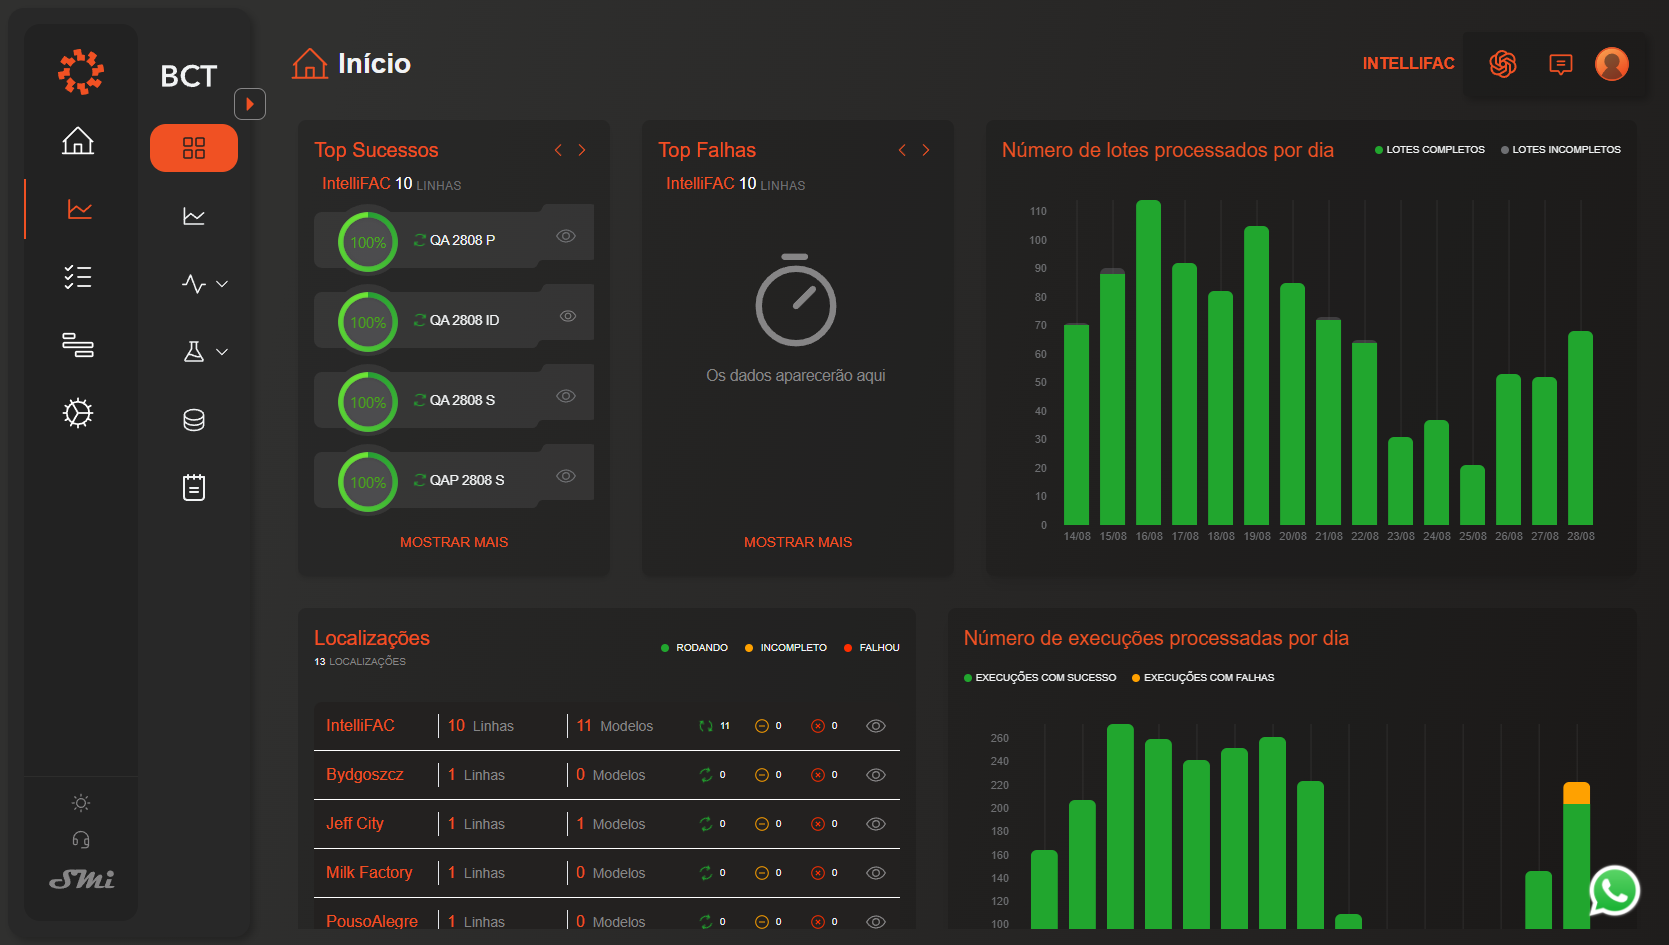 BCT
Início
INTELLIFAC
Top Sucessos
IntelliFAC 10 LINHAS
100%
QA 2808 P
100%
QA 2808 ID
100%
QA 2808 S
100%
QAP 2808 S
MOSTRAR MAIS
Top Falhas
IntelliFAC 10 LINHAS
Os dados aparecerão aqui
MOSTRAR MAIS
Número de lotes processados por dia
LOTES COMPLETOS
LOTES INCOMPLETOS
110
100
90
80
70
60
50
40
30
20
10
0
14/08 15/08 16/08 17/08 18/08 19/08 20/08 21/08 22/08 23/08 24/08 25/08 26/08 27/08 28/08
Localizações
13 LOCALIZAÇÕES
RODANDO
INCOMPLETO
FALHOU
IntelliFAC 10 Linhas 11 Modelos 11 0 0
Bydgoszcz 1 Linhas 0 Modelos 0 0 0
Jeff City 1 Linhas 1 Modelos 0 0 0
Milk Factory 1 Linhas 0 Modelos 0 0 0
PousoAlegre 1 Linhas 0 Modelos 0 0 0
Número de execuções processadas por dia
EXECUÇÕES COM SUCESSO
EXECUÇÕES COM FALHAS
260
240
220
200
180
160
140
120
100
SMi